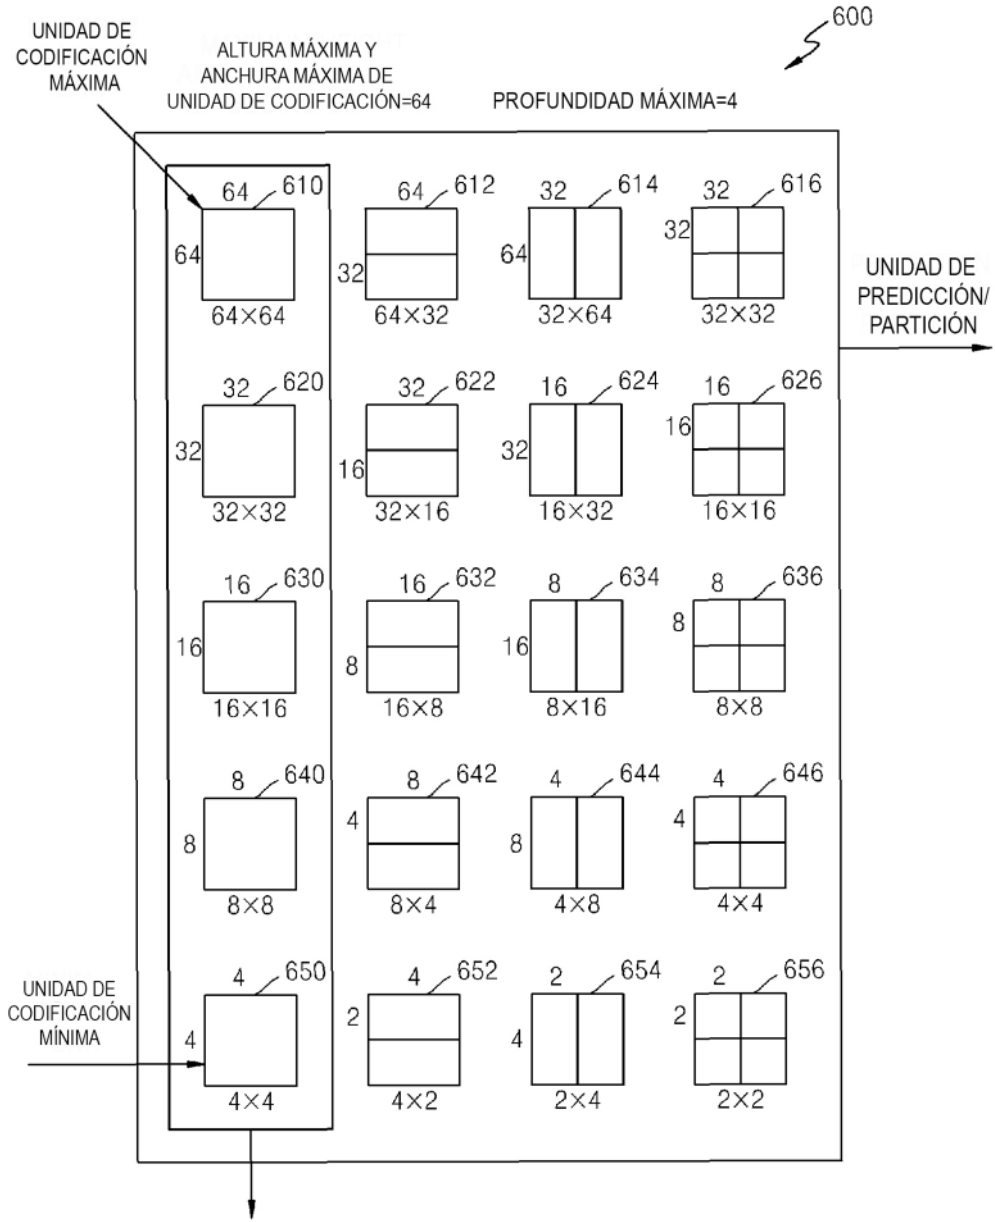 600
UNIDAD DE
CODIFICACIÓN
MÁXIMA
ALTURA MÁXIMA Y
ANCHURA MÁXIMA DE
UNIDAD DE CODIFICACIÓN=64
PROFUNDIDAD MÁXIMA=4
64 610 64 612 32 614 32 616
64 32 64 32
64×64 64×32 32×64 32×32
UNIDAD DE
PREDICCIÓN/
PARTICIÓN
32 620 32 622 16 624 16 626
32 16 32 16
32×32 32×16 16×32 16×16
16 630 16 632 8 634 8 636
16 8 16 8
16×16 16×8 8×16 8×8
8 640 8 642 4 644 4 646
8 4 8 4
8×8 8×4 4×8 4×4
UNIDAD DE
CODIFICACIÓN
MÍNIMA
4 650 4 652 2 654 2 656
4 2 4 2
4×4 4×2 2×4 2×2